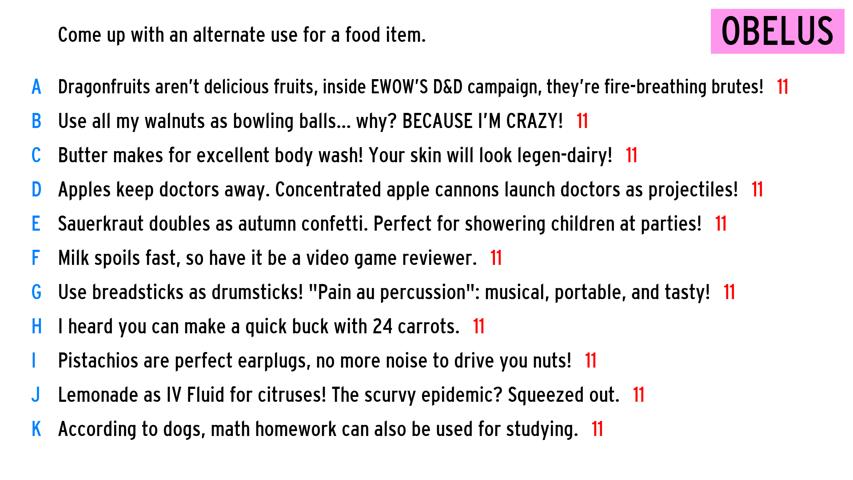 Come up with an alternate use for a food item.
OBELUS
A Dragonfruits aren't delicious fruits, inside EWOW'S D&D campaign, they're fire-breathing brutes! 11
B Use all my walnuts as bowling balls... why? BECAUSE I'M CRAZY! 11
C Butter makes for excellent body wash! Your skin will look legen-dairy! 11
D Apples keep doctors away. Concentrated apple cannons launch doctors as projectiles! 11
E Sauerkraut doubles as autumn confetti. Perfect for showering children at parties! 11
F Milk spoils fast, so have it be a video game reviewer. 11
G Use breadsticks as drumsticks! "Pain au percussion": musical, portable, and tasty! 11
H I heard you can make a quick buck with 24 carrots. 11
I Pistachios are perfect earplugs, no more noise to drive you nuts! 11
J Lemonade as IV Fluid for citruses! The scurvy epidemic? Squeezed out. 11
K According to dogs, math homework can also be used for studying. 11